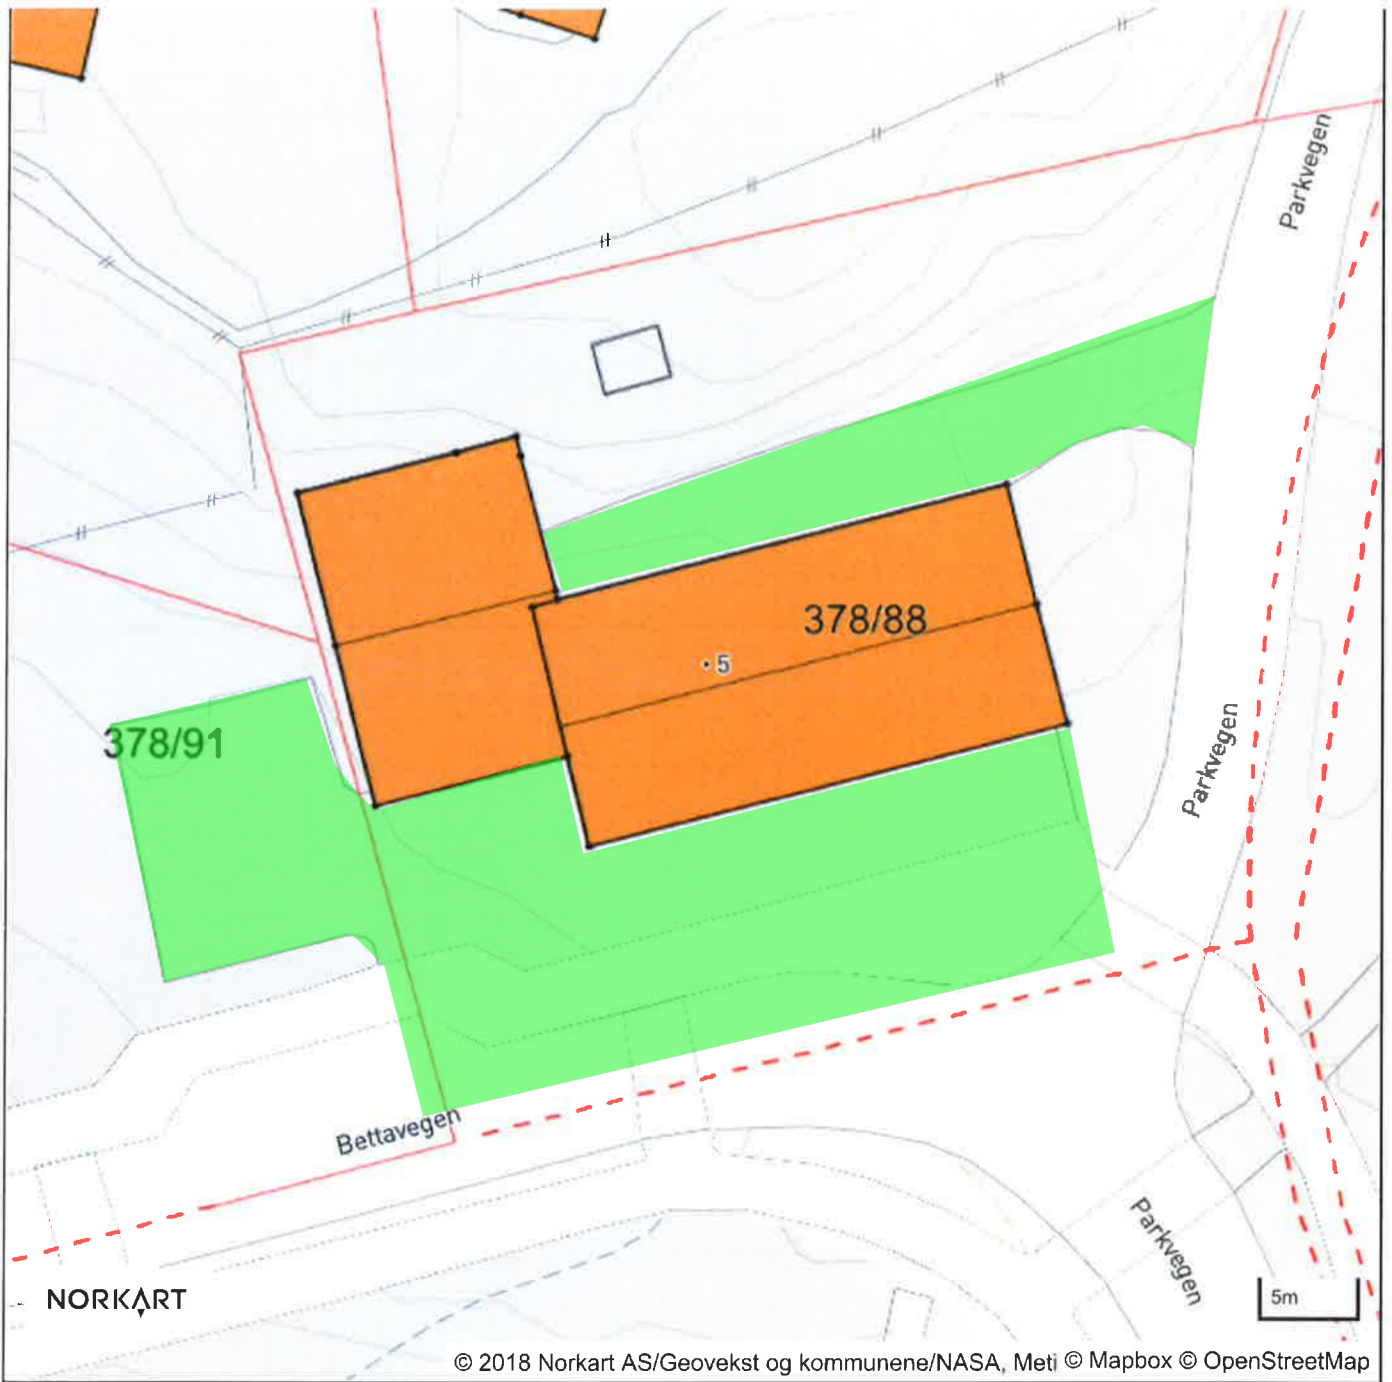 Parkvegen
378/88
5
378/91
Parkvegen
Bettavegen
Parkvegen
NORKART
5m
© 2018 Norkart AS/Geovekst og kommunene/NASA, Meti © Mapbox © OpenStreetMap